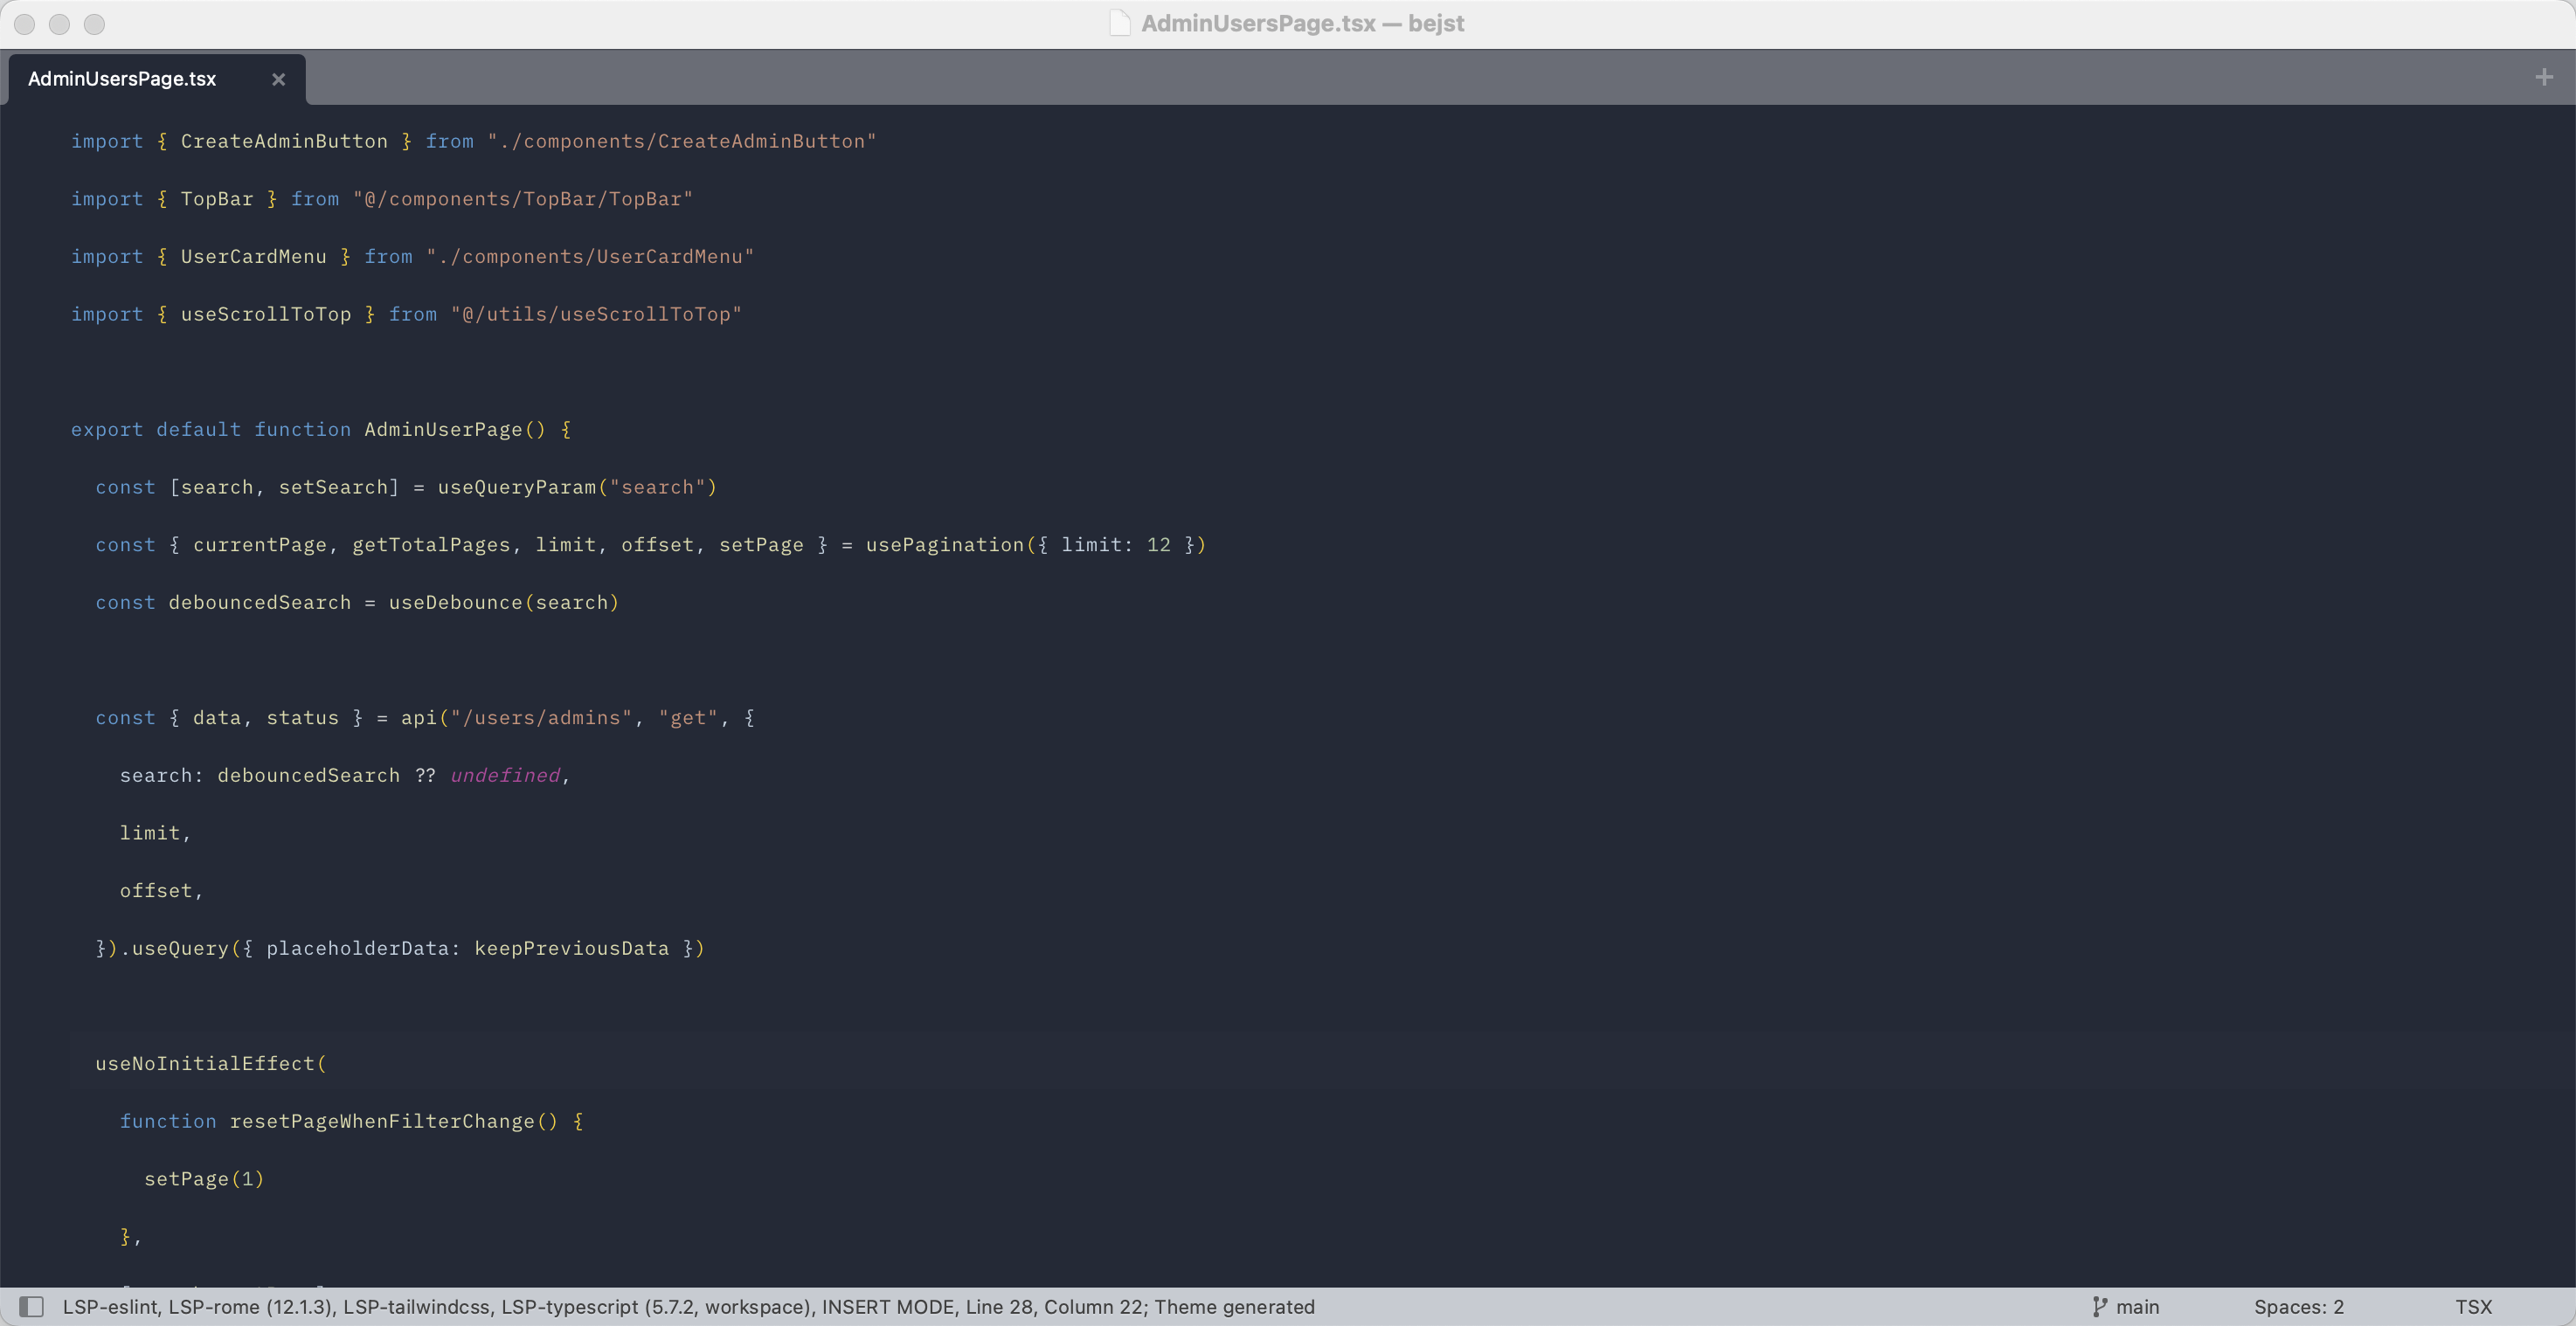 AdminUsersPage.tsx — bejst
AdminUsersPage.tsx
import { CreateAdminButton } from "./components/CreateAdminButton"
import { TopBar } from "@/components/TopBar/TopBar"
import { UserCardMenu } from "./components/UserCardMenu"
import { useScrollToTop } from "@/utils/useScrollToTop"
export default function AdminUserPage() {
const [search, setSearch] = useQueryParam("search")
const { currentPage, getTotalPages, limit, offset, setPage } = usePagination({ limit: 12 })
const debouncedSearch = useDebounce(search)
const { data, status } = api("/users/admins", "get", {
search: debouncedSearch ?? undefined,
limit,
offset,
}).useQuery({ placeholderData: keepPreviousData })
useNoInitialEffect(
function resetPageWhenFilterChange() {
setPage(1)
},
LSP-eslint, LSP-rome (12.1.3), LSP-tailwindcss, LSP-typescript (5.7.2, workspace), INSERT MODE, Line 28, Column 22; Theme generated
main
Spaces: 2
TSX